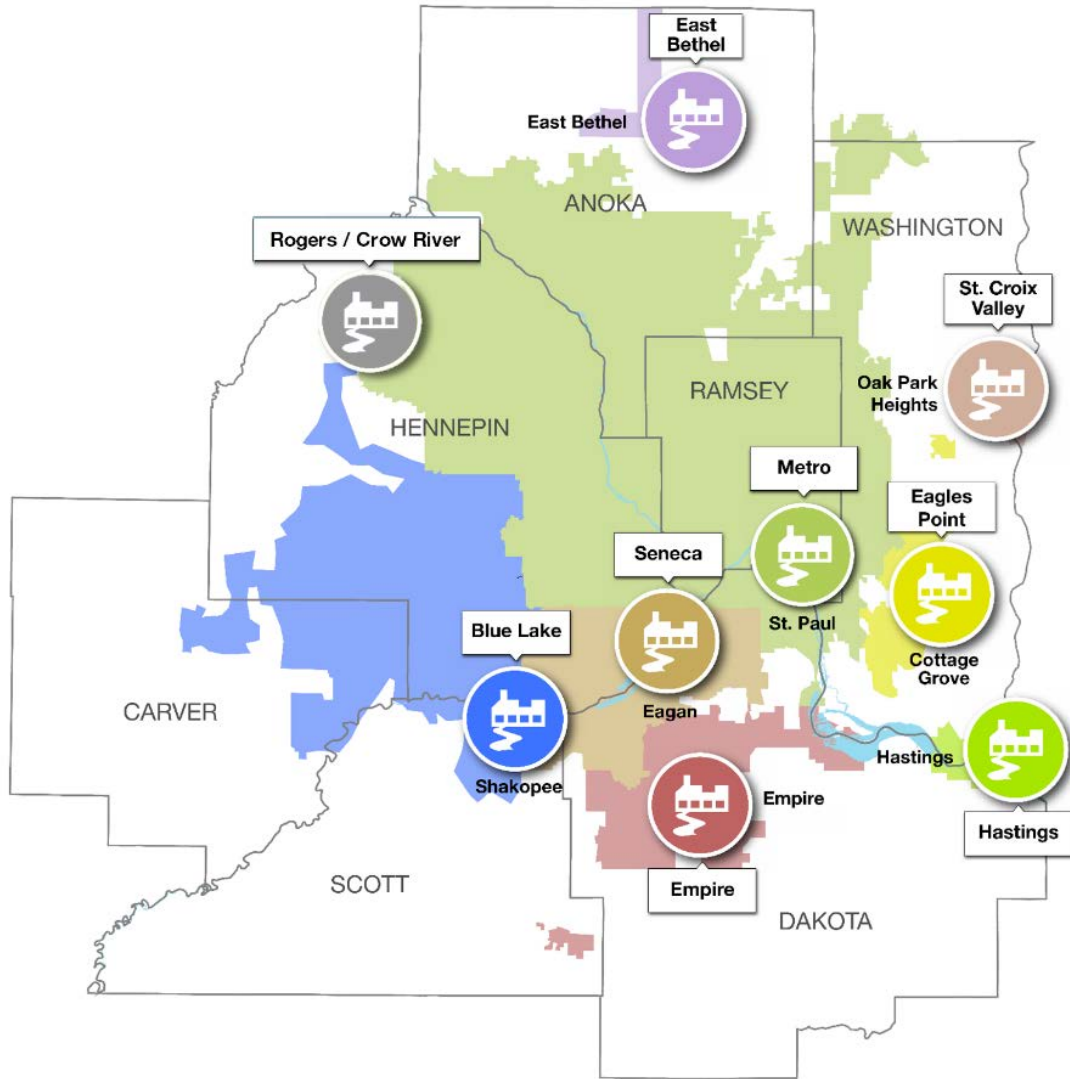 East
Bethel
East Bethel
ANOKA
WASHINGTON
Rogers / Crow River
St. Croix
Valley
RAMSEY
Oak Park
Heights
HENNEPIN
Metro
Eagles
Point
Seneca
Blue Lake
St. Paul
Cottage
Grove
CARVER
Eagan
Hastings
Shakopee
Empire
Hastings
SCOTT
Empire
DAKOTA